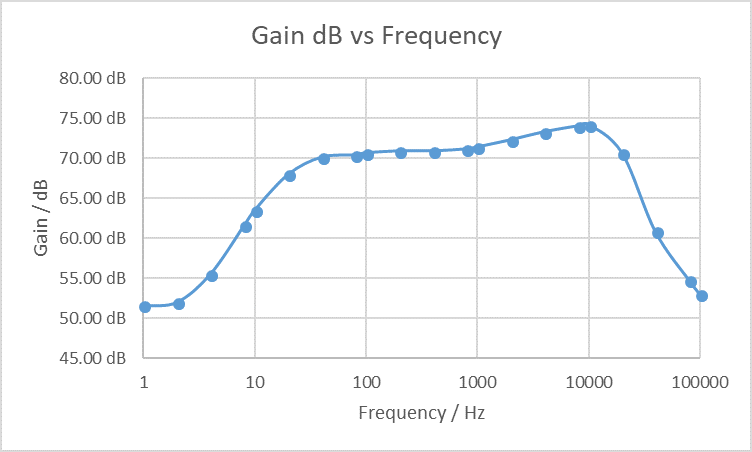 Gain dB vs Frequency
80.00 dB
75.00 dB
70.00 dB
65.00 dB
60.00 dB
55.00 dB
50.00 dB
45.00 dB
Gain / dB
1 10 100 1000 10000 100000
Frequency / Hz